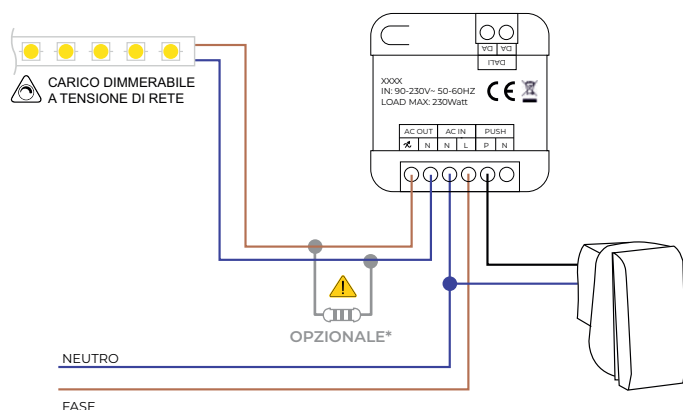 DA DA
DALI
CARICO DIMMERABILE
A TENSIONE DI RETE
XXXX
IN: 90-230V~ 50-60HZ
LOAD MAX: 230Watt
CE
AC OUT AC IN PUSH
N N L P N
OPZIONALE*
NEUTRO
FASE